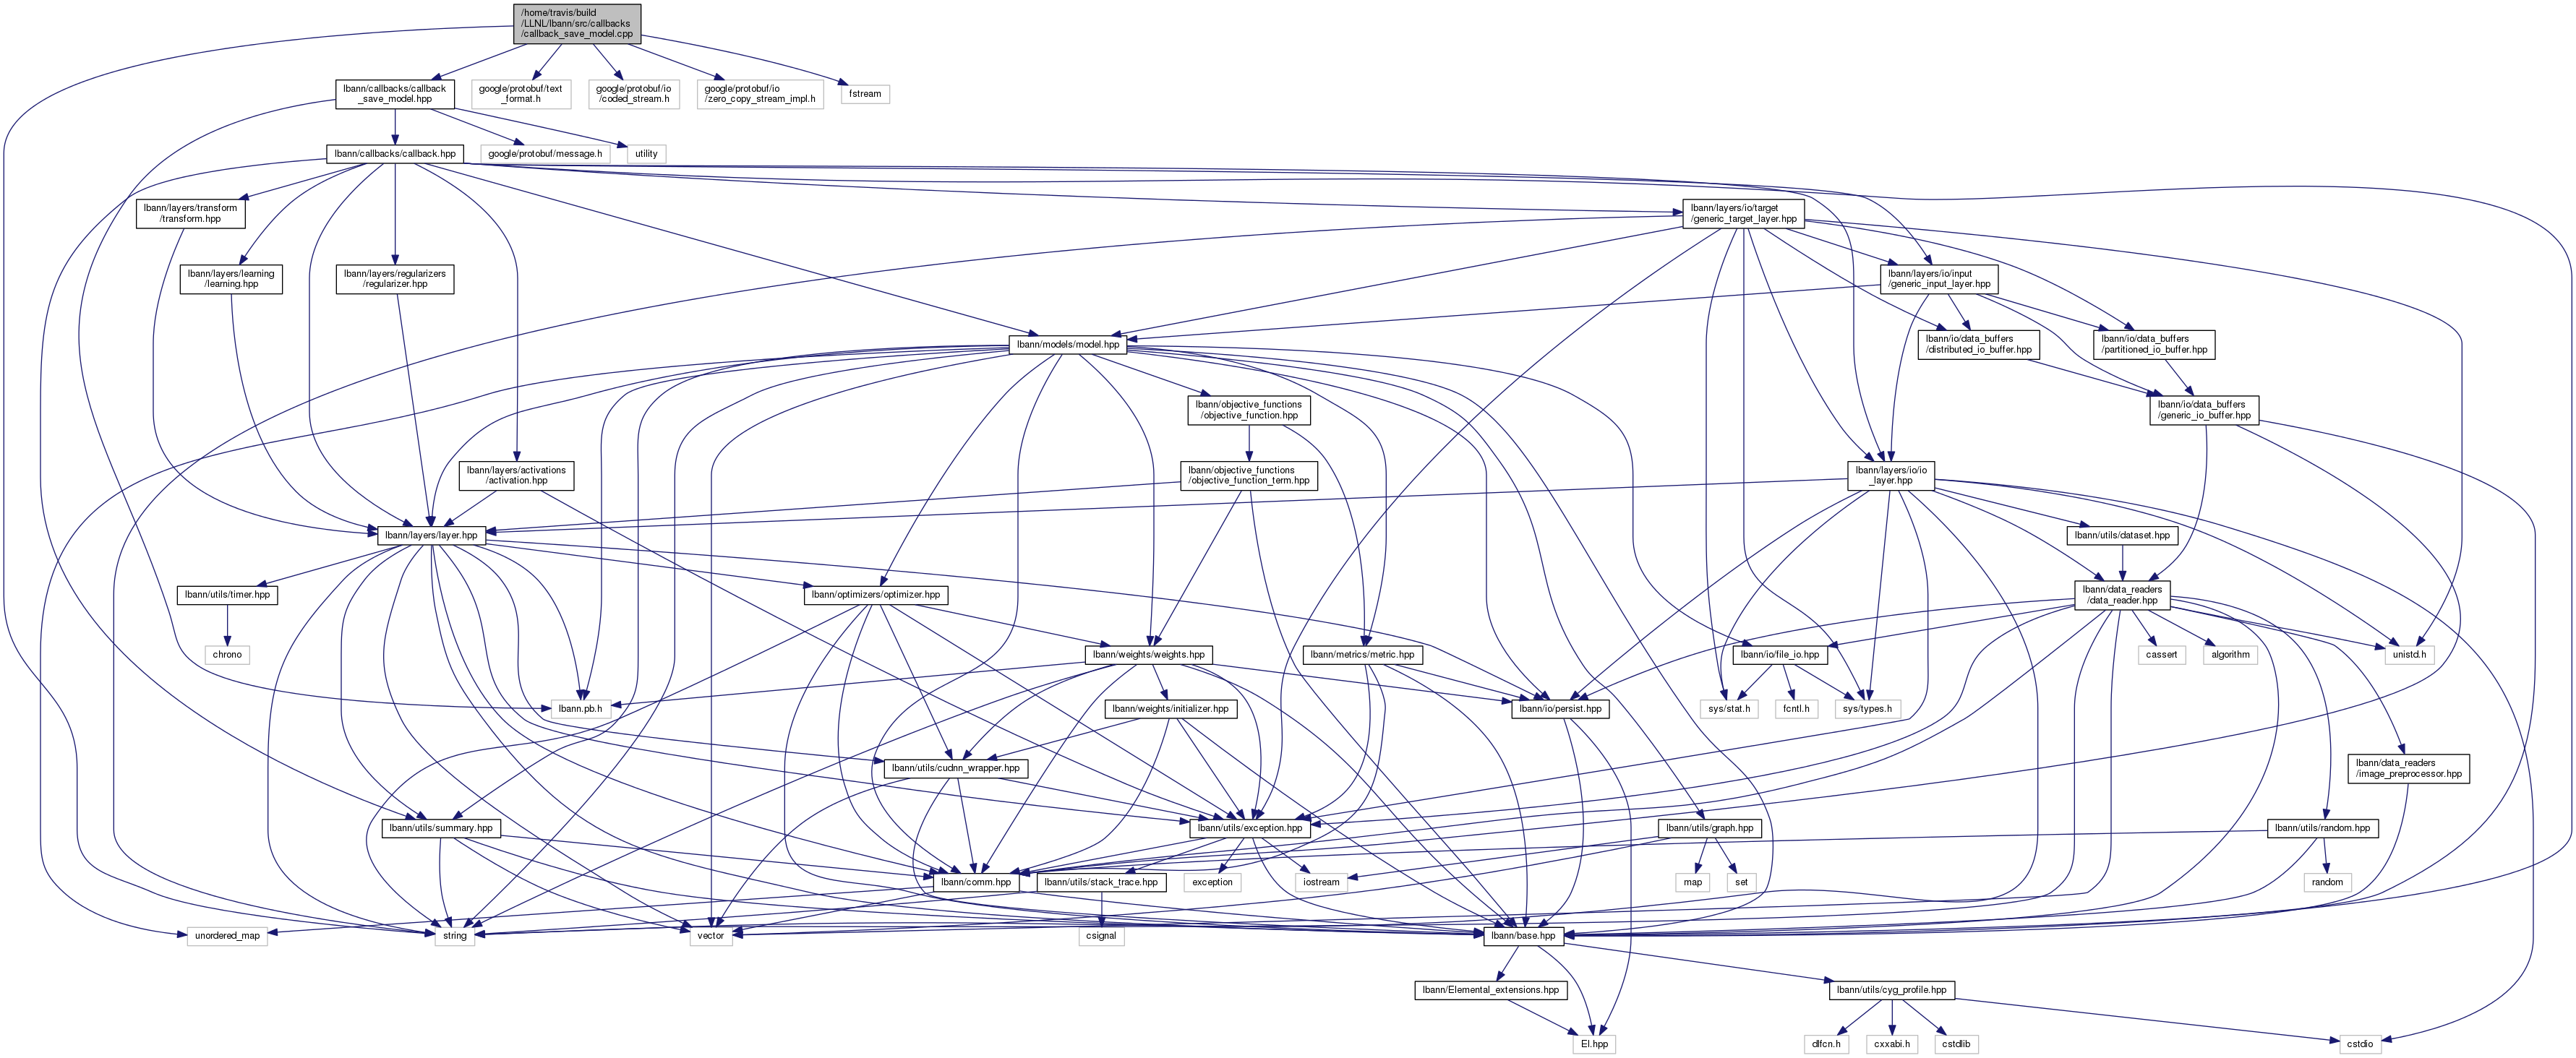 /home/travis/build
/LLNL/lbann/src/callbacks
/callback_save_model.cpp
lbann/callbacks/callback
_save_model.hpp
google/protobuf/text
_format.h
google/protobuf/io
/coded_stream.h
google/protobuf/io
/zero_copy_stream_impl.h
fstream
lbann/callbacks/callback.hpp
google/protobuf/message.h
utility
lbann/layers/transform
/transform.hpp
lbann/layers/io/target
/generic_target_layer.hpp
lbann/layers/learning
/learning.hpp
lbann/layers/regularizers
/regularizer.hpp
lbann/layers/io/input
/generic_input_layer.hpp
lbann/models/model.hpp
lbann/io/data_buffers
/distributed_io_buffer.hpp
lbann/io/data_buffers
/partitioned_io_buffer.hpp
lbann/objective_functions
/objective_function.hpp
lbann/io/data_buffers
/generic_io_buffer.hpp
lbann/layers/activations
/activation.hpp
lbann/objective_functions
/objective_function_term.hpp
lbann/layers/io/io
_layer.hpp
lbann/layers/layer.hpp
lbann/utils/dataset.hpp
lbann/utils/timer.hpp
lbann/optimizers/optimizer.hpp
lbann/data_readers
/data_reader.hpp
chrono
lbann/weights/weights.hpp
lbann/metrics/metric.hpp
lbann/io/file_io.hpp
cassert
algorithm
unistd.h
lbann.pb.h
lbann/weights/initializer.hpp
lbann/io/persist.hpp
sys/stat.h
fcntl.h
sys/types.h
lbann/utils/cudnn_wrapper.hpp
lbann/data_readers
/image_preprocessor.hpp
lbann/utils/summary.hpp
lbann/utils/exception.hpp
lbann/utils/graph.hpp
lbann/utils/random.hpp
lbann/comm.hpp
lbann/utils/stack_trace.hpp
exception
iostream
map
set
random
unordered_map
string
vector
csignal
lbann/base.hpp
lbann/Elemental_extensions.hpp
lbann/utils/cyg_profile.hpp
El.hpp
dlfcn.h
cxxabi.h
cstdlib
cstdio